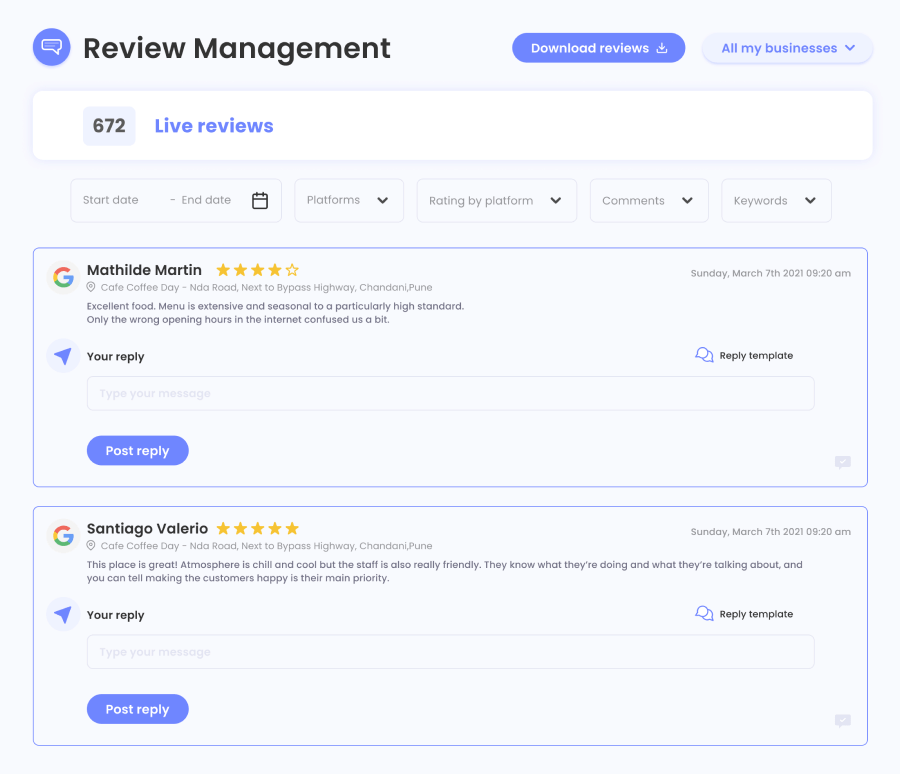 Review Management
Download reviews
All my businesses
672 Live reviews
Start date - End date
Platforms
Rating by platform
Comments
Keywords
Mathilde Martin
Sunday, March 7th 2021 09:20 am
Cafe Coffee Day - Nda Road, Next to Bypass Highway, Chandani,Pune
Excellent food. Menu is extensive and seasonal to a particularly high standard.
Only the wrong opening hours in the internet confused us a bit.
Your reply
Reply template
Type your message
Post reply
Santiago Valerio
Sunday, March 7th 2021 09:20 am
Cafe Coffee Day - Nda Road, Next to Bypass Highway, Chandani,Pune
This place is great! Atmosphere is chill and cool but the staff is also really friendly. They know what they’re doing and what they’re talking about, and
you can tell making the customers happy is their main priority.
Your reply
Reply template
Type your message
Post reply